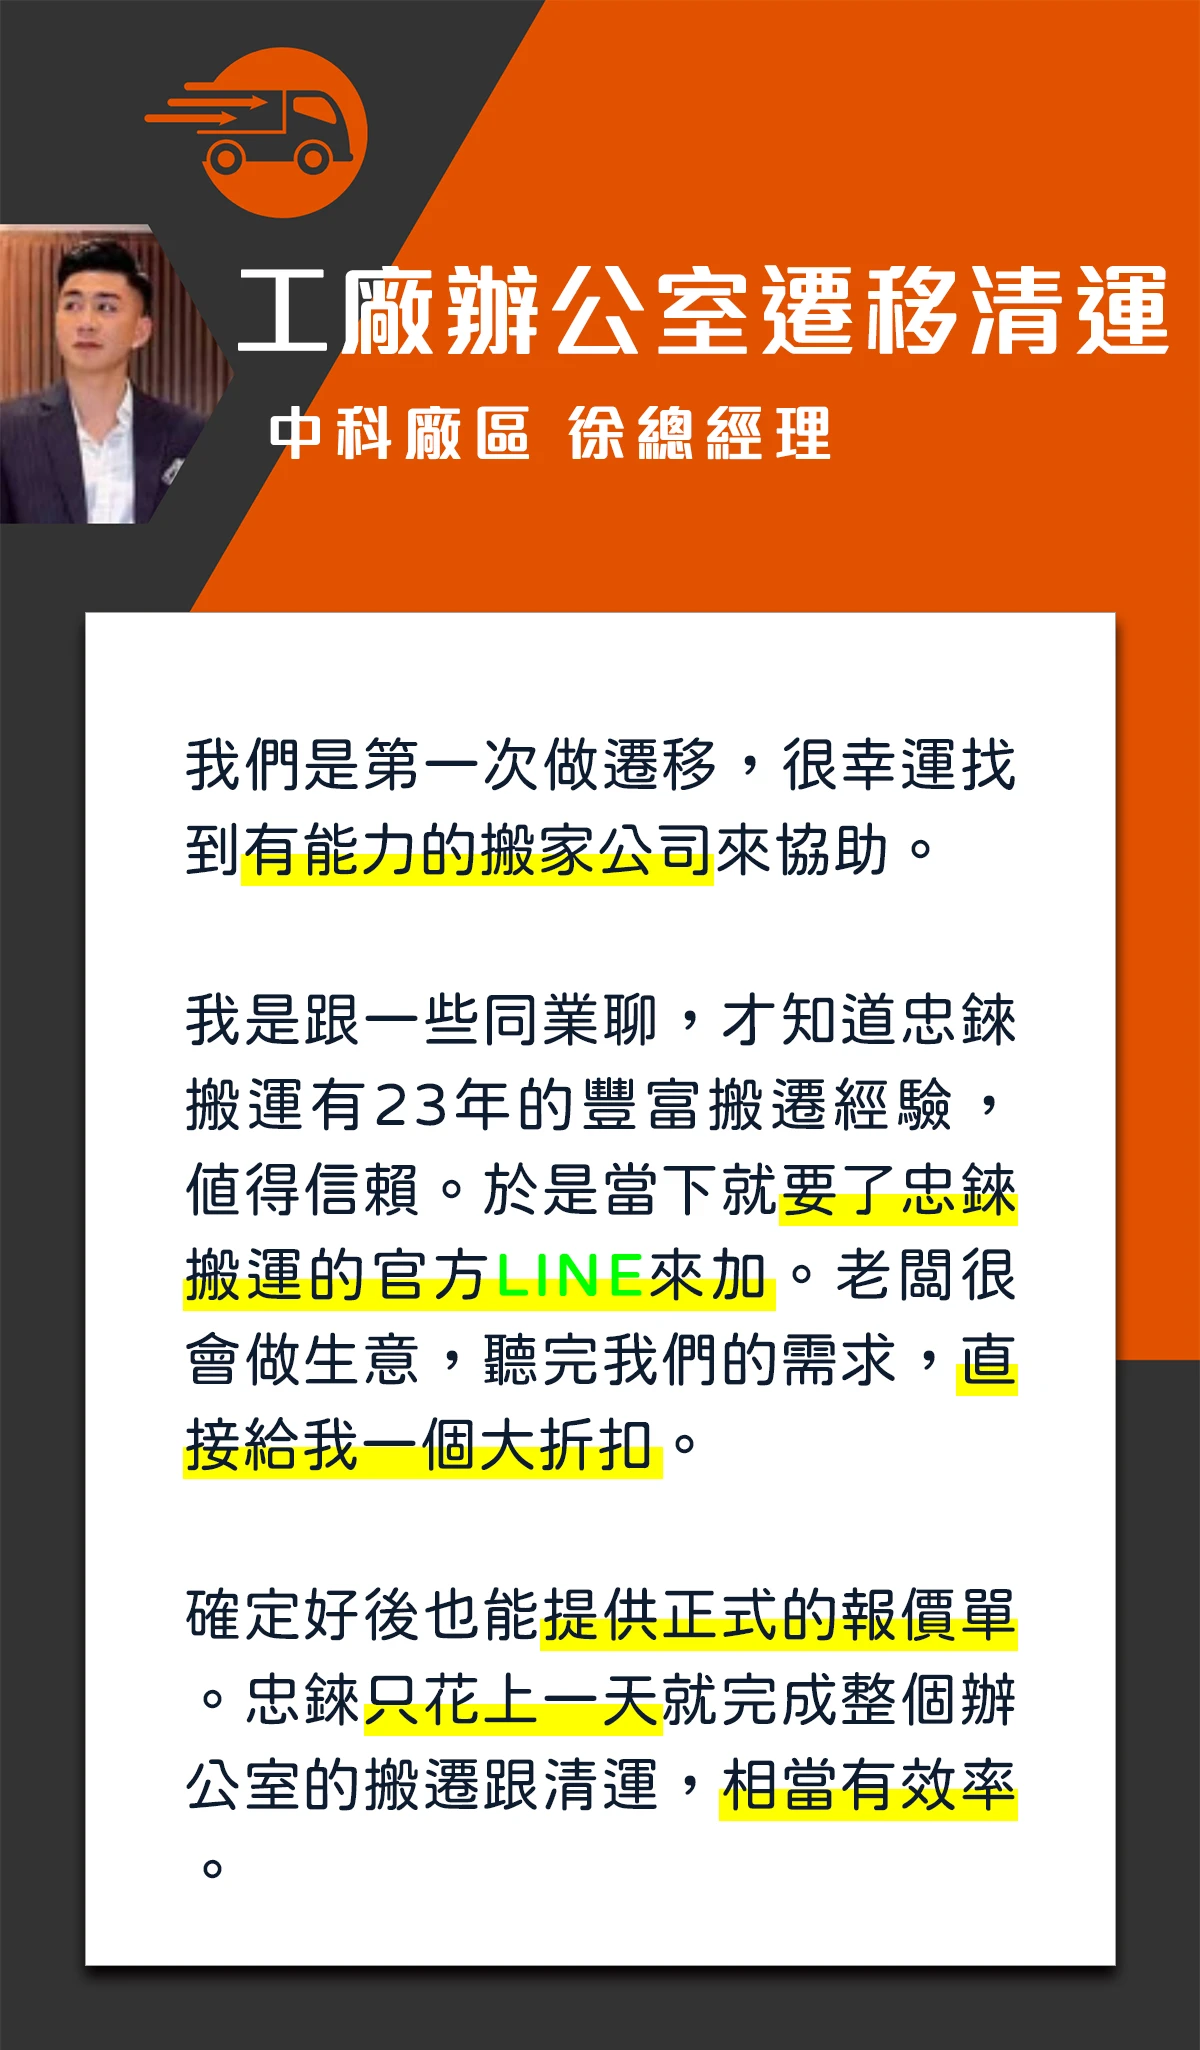 工廠辦公室遷移清運
中科廠區 徐總經理
我們是第一次做遷移，很幸運找
到有能力的搬家公司來協助。
我是跟一些同業聊，才知道忠錸
搬運有23年的豐富搬遷經驗，
值得信賴。於是當下就要了忠錸
搬運的官方LINE來加。老闆很
會做生意，聽完我們的需求，直
接給我一個大折扣。
確定好後也能提供正式的報價單
。忠錸只花上一天就完成整個辦
公室的搬遷跟清運，相當有效率
。